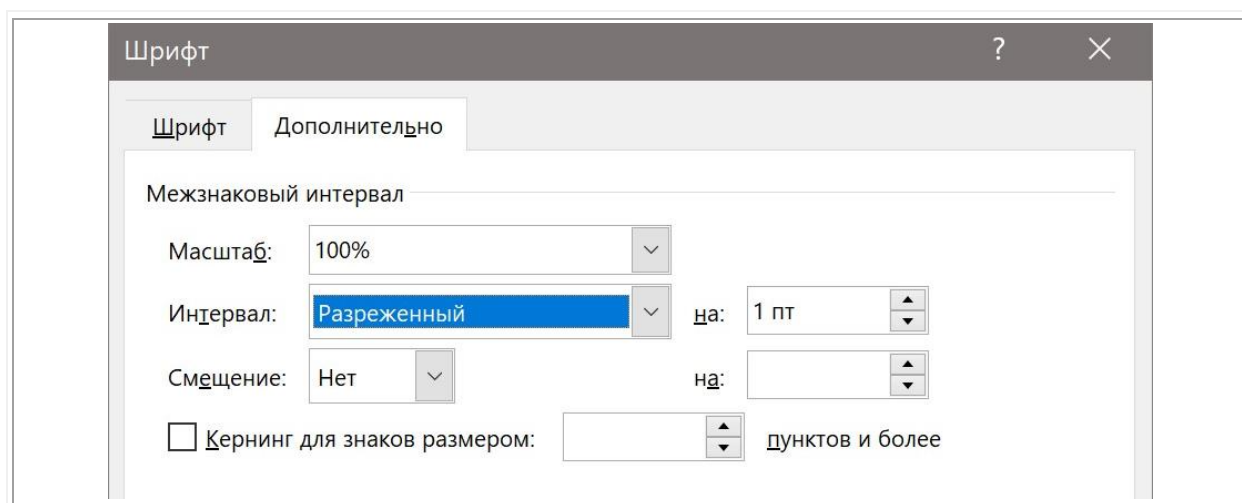 Шрифт ?
Шрифт Дополнительно
Межзнаковый интервал
Масштаб: 100%
Интервал: Разреженный на: 1 пт
Смещение: Нет на:
Кернинг для знаков размером: пунктов и более